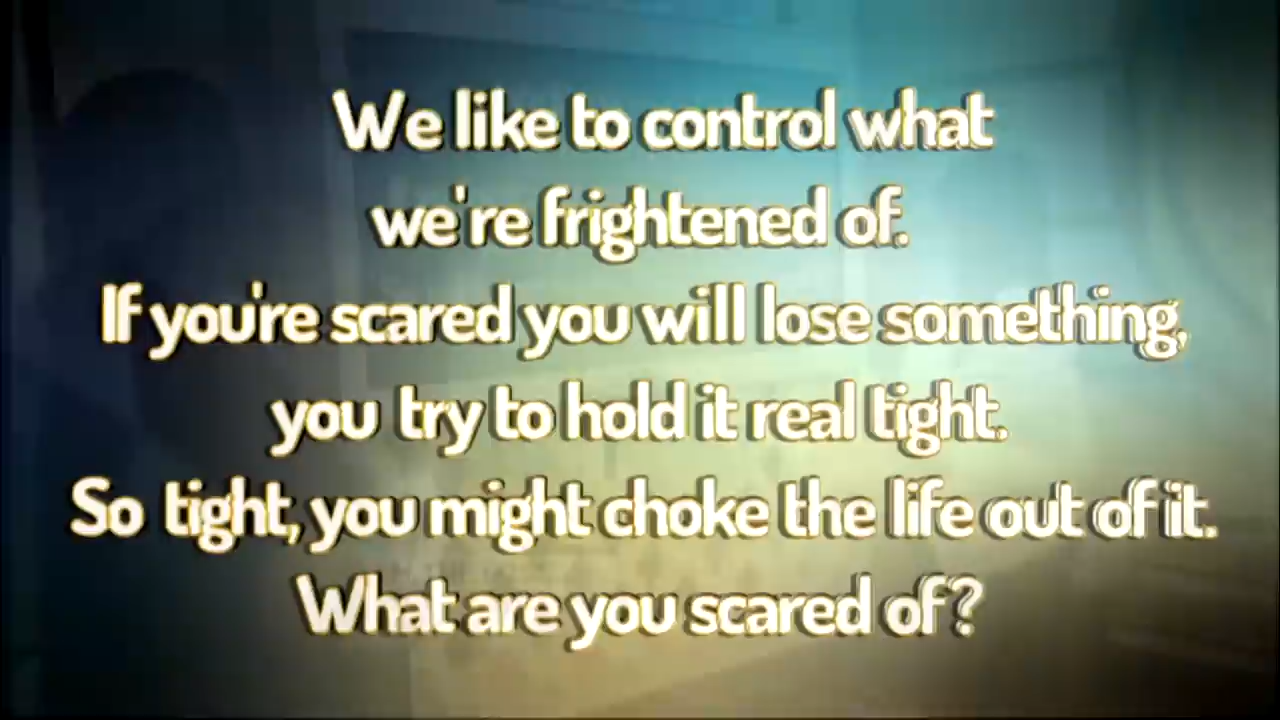 We like to control what
we're frightened of.
If you're scared you will lose something,
you try to hold it real tight.
So tight, you might choke the life out of it.
What are you scared of?